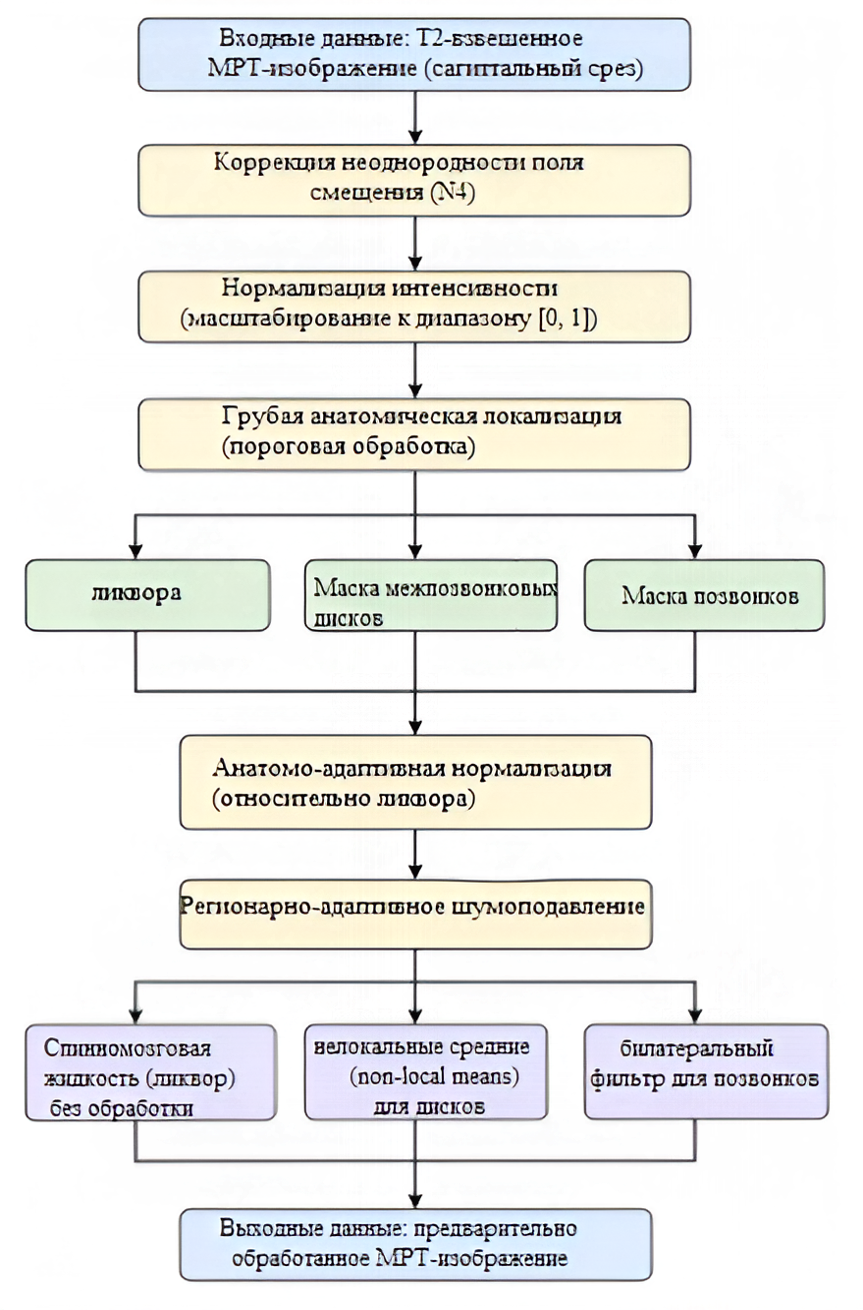 Входные данные: Т2-взвешенное
МРТ-изображение (сагиттальный срез)
Коррекция неоднородности поля
смещения (N4)
Нормализация интенсивности
(масштабирование к диапазону [0, 1])
Грубая анатомическая локализация
(пороговая обработка)
ликвора
Маска межпозвонковых
дисков
Маска позвонков
Анатомо-адаптивная нормализация
(относительно ликвора)
Регионарно-адаптивное шумоподавление
Спинномозговая
жидкость (ликвор)
без обработки
нелокальные средние
(non-local means)
для дисков
билатеральный
фильтр для позвонков
Выходные данные: предварительно
обработанное МРТ-изображение